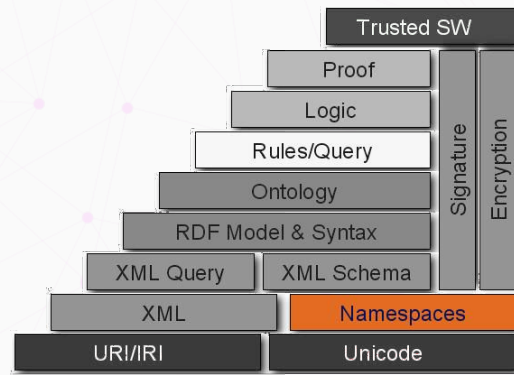 Trusted SW
Proof
Logic
Rules/Query
Ontology
RDF Model & Syntax
XML Query
XML Schema
Signature
Encryption
XML
Namespaces
URI/IRI
Unicode